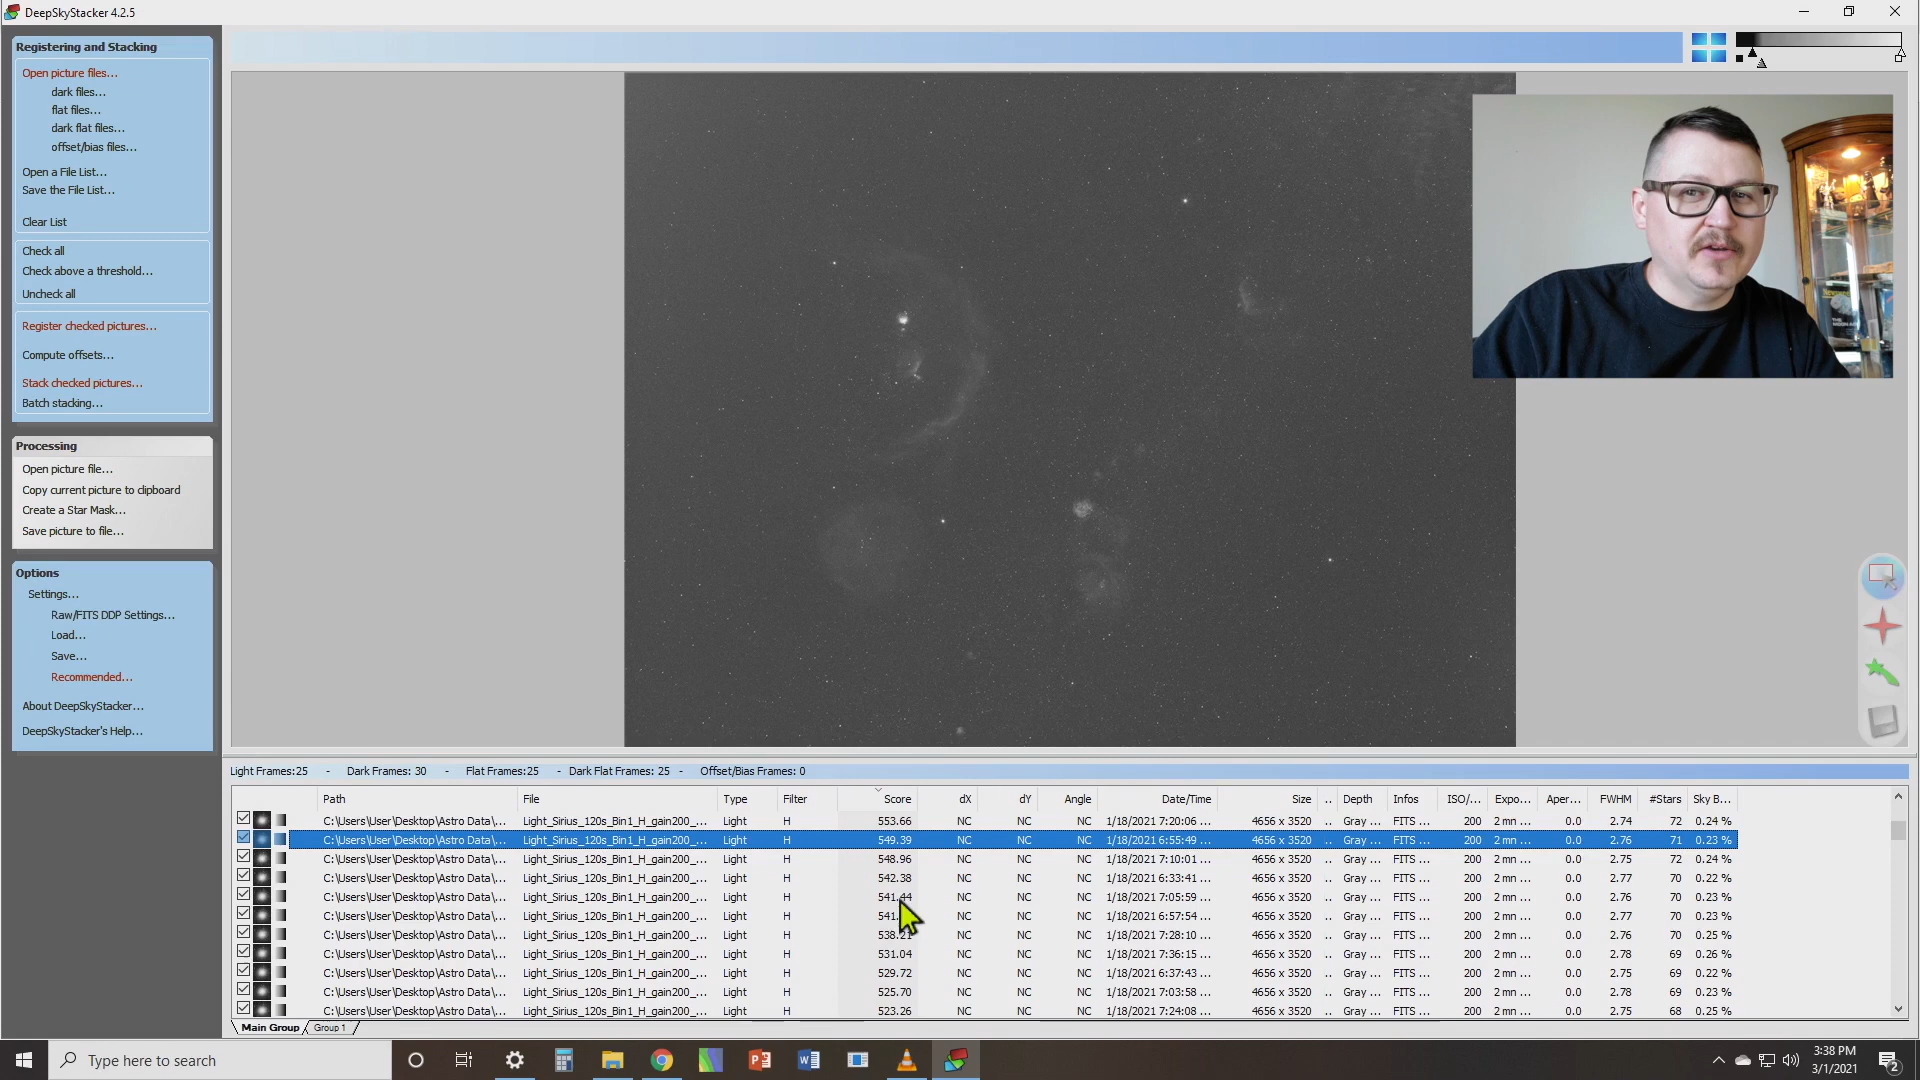 DeepSkyStacker 4.2.5
Registering and Stacking
Open picture files...
dark files...
flat files...
dark flat files...
offset/bias files...
Open a File List...
Save the File List...
Clear List
Check all
Check above a threshold...
Uncheck all
Register checked pictures...
Compute offsets...
Stack checked pictures...
Batch stacking...
Processing
Open picture file...
Copy current picture to clipboard
Create a Star Mask...
Save picture to file...
Options
Settings...
Raw/FITS DDP Settings...
Load...
Save...
Recommended...
About DeepSkyStacker...
DeepSkyStacker's Help...
Light Frames:25 - Dark Frames: 30 - Flat Frames:25 - Dark Flat Frames: 25 - Offset/Bias Frames: 0
Path File Type Filter Score dX dY Angle Date/Time Size .. Depth Infos ISO/... Expo... Aper... FWHM #Stars Sky B...
C:\Users\User\Desktop\Astro Data\... Light_Sirius_120s_Bin1_H_gain200_... Light H 553.66 NC NC NC 1/18/2021 7:20:06 ... 4656 x 3520 .. Gray ... FITS ... 200 2 mn ... 0.0 2.74 72 0.24 %
C:\Users\User\Desktop\Astro Data\... Light_Sirius_120s_Bin1_H_gain200_... Light H 549.39 NC NC NC 1/18/2021 6:55:49 ... 4656 x 3520 .. Gray ... FITS ... 200 2 mn ... 0.0 2.76 71 0.23 %
C:\Users\User\Desktop\Astro Data\... Light_Sirius_120s_Bin1_H_gain200_... Light H 548.96 NC NC NC 1/18/2021 7:10:01 ... 4656 x 3520 .. Gray ... FITS ... 200 2 mn ... 0.0 2.75 72 0.24 %
C:\Users\User\Desktop\Astro Data\... Light_Sirius_120s_Bin1_H_gain200_... Light H 542.38 NC NC NC 1/18/2021 6:33:41 ... 4656 x 3520 .. Gray ... FITS ... 200 2 mn ... 0.0 2.77 70 0.22 %
C:\Users\User\Desktop\Astro Data\... Light_Sirius_120s_Bin1_H_gain200_... Light H 541.44 NC NC NC 1/18/2021 7:05:59 ... 4656 x 3520 .. Gray ... FITS ... 200 2 mn ... 0.0 2.76 70 0.23 %
C:\Users\User\Desktop\Astro Data\... Light_Sirius_120s_Bin1_H_gain200_... Light H 541. NC NC NC 1/18/2021 6:57:54 ... 4656 x 3520 .. Gray ... FITS ... 200 2 mn ... 0.0 2.77 70 0.23 %
C:\Users\User\Desktop\Astro Data\... Light_Sirius_120s_Bin1_H_gain200_... Light H 538.21 NC NC NC 1/18/2021 7:28:10 ... 4656 x 3520 .. Gray ... FITS ... 200 2 mn ... 0.0 2.76 70 0.25 %
C:\Users\User\Desktop\Astro Data\... Light_Sirius_120s_Bin1_H_gain200_... Light H 531.04 NC NC NC 1/18/2021 7:36:15 ... 4656 x 3520 .. Gray ... FITS ... 200 2 mn ... 0.0 2.78 69 0.26 %
C:\Users\User\Desktop\Astro Data\... Light_Sirius_120s_Bin1_H_gain200_... Light H 529.72 NC NC NC 1/18/2021 6:37:43 ... 4656 x 3520 .. Gray ... FITS ... 200 2 mn ... 0.0 2.75 69 0.22 %
C:\Users\User\Desktop\Astro Data\... Light_Sirius_120s_Bin1_H_gain200_... Light H 525.70 NC NC NC 1/18/2021 7:03:58 ... 4656 x 3520 .. Gray ... FITS ... 200 2 mn ... 0.0 2.78 69 0.23 %
C:\Users\User\Desktop\Astro Data\... Light_Sirius_120s_Bin1_H_gain200_... Light H 523.26 NC NC NC 1/18/2021 7:24:08 ... 4656 x 3520 .. Gray ... FITS ... 200 2 mn ... 0.0 2.75 68 0.25 %
Main Group Group 1
Type here to search
3:38 PM
3/1/2021
2